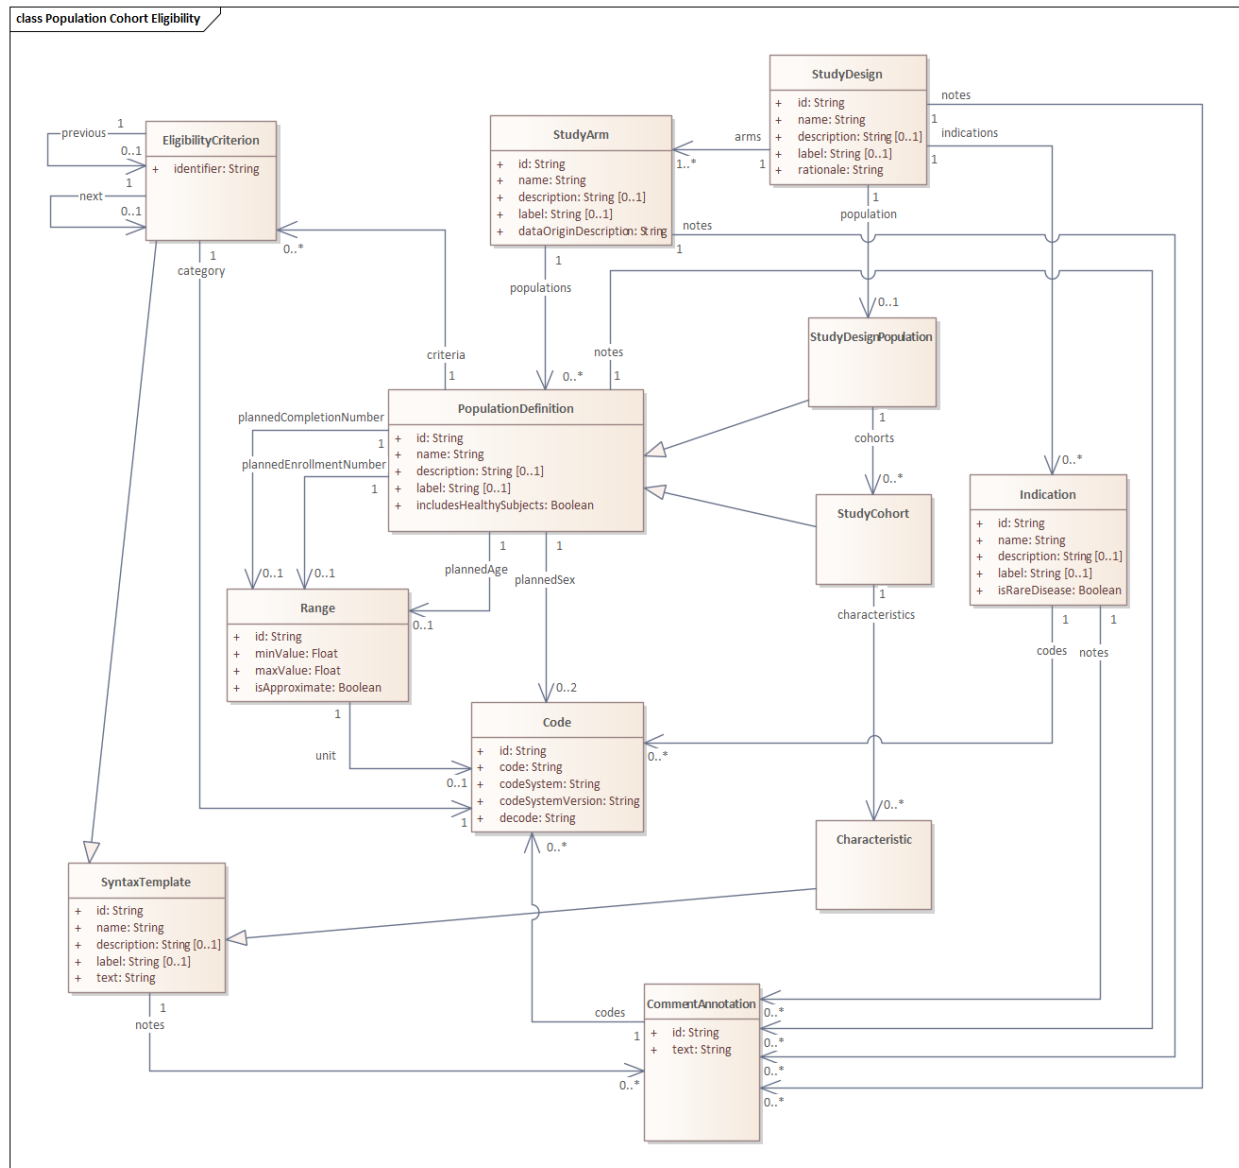 class Population Cohort Eligibility
StudyDesign
+ id: String
+ name: String
+ description: String [0..1]
+ label: String [0..1]
+ rationale: String
notes
1
indications
1
arms
1
1..*
1
population
0..1
StudyArm
+ id: String
+ name: String
+ description: String [0..1]
+ label: String [0..1]
+ dataOriginDescription: String
notes
1
1
populations
0..*
EligibilityCriterion
+ identifier: String
previous
1
0..1
1
next
0..1
1
category
0..*
criteria
1
notes
1
StudyDesignPopulation
1
cohorts
0..*
PopulationDefinition
+ id: String
+ name: String
+ description: String [0..1]
+ label: String [0..1]
+ includesHealthySubjects: Boolean
plannedCompletionNumber
1
plannedEnrollmentNumber
1
0..1
0..1
1
plannedAge
0..1
1
plannedSex
0..2
StudyCohort
1
characteristics
0..*
0..*
Indication
+ id: String
+ name: String
+ description: String [0..1]
+ label: String [0..1]
+ isRareDisease: Boolean
1
codes
1
notes
Range
+ id: String
+ minValue: Float
+ maxValue: Float
+ isApproximate: Boolean
1
unit
0..1
1
Code
+ id: String
+ code: String
+ codeSystem: String
+ codeSystemVersion: String
+ decode: String
0..*
0..*
Characteristic
SyntaxTemplate
+ id: String
+ name: String
+ description: String [0..1]
+ label: String [0..1]
+ text: String
1
notes
0..*
CommentAnnotation
+ id: String
+ text: String
codes
1
0..*
0..*
0..*
0..*